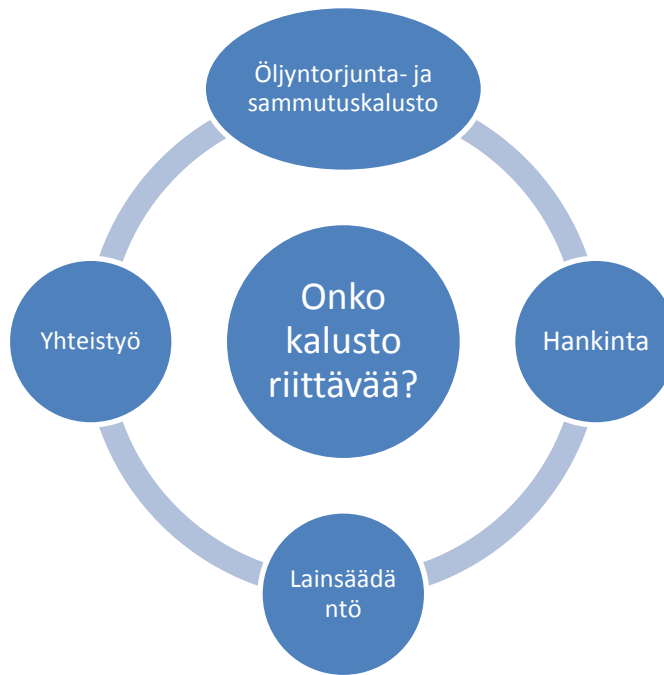 Öljyntorjunta- ja
sammutuskalusto
Yhteistyö
Onko
kalusto
riittävää?
Hankinta
Lainsäädä
ntö